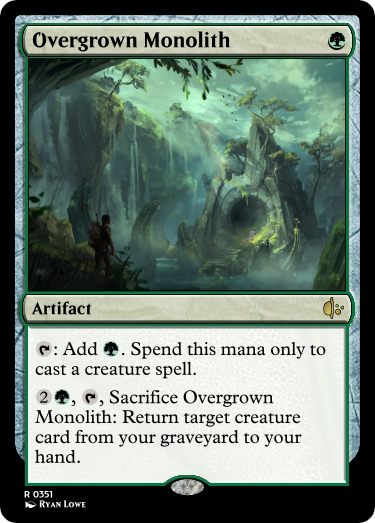 Overgrown Monolith
Artifact
: Add . Spend this mana only to
cast a creature spell.
2 , , Sacrifice Overgrown
Monolith: Return target creature
card from your graveyard to your
hand.
R 0351
Ryan Lowe